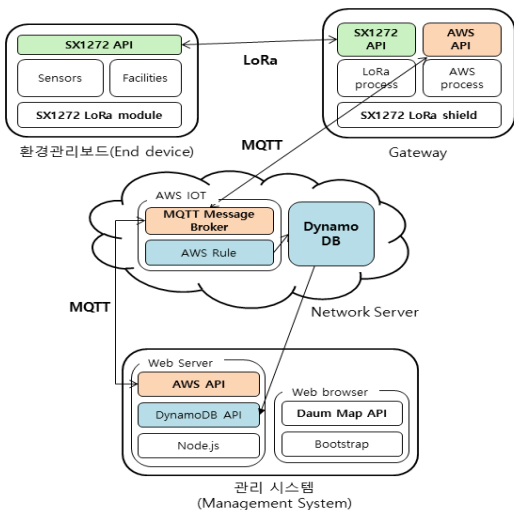 SX1272 API
Sensors
Facilities
SX1272 LoRa module
환경관리보드(End device)
LoRa
SX1272
API
AWS
API
LoRa
process
AWS
process
SX1272 LoRa shield
Gateway
MQTT
AWS IOT
MQTT Message
Broker
AWS Rule
Dynamo
DB
Network Server
MQTT
Web Server
AWS API
DynamoDB API
Node.js
Web browser
Daum Map API
Bootstrap
관리 시스템
(Management System)